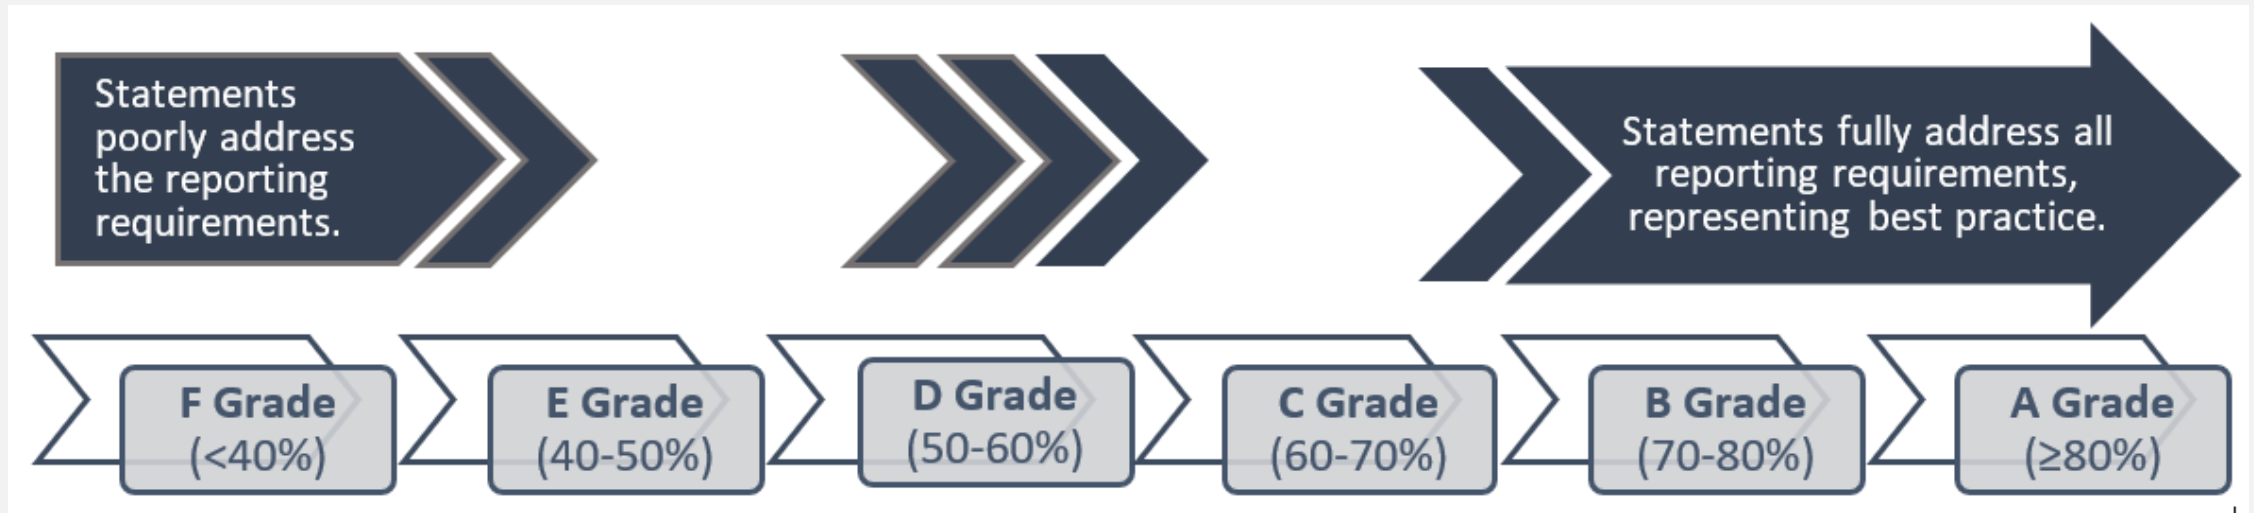 Statements
poorly address
the reporting
requirements.
Statements fully address all
reporting requirements,
representing best practice.
F Grade
(<40%)
E Grade
(40-50%)
D Grade
(50-60%)
C Grade
(60-70%)
B Grade
(70-80%)
A Grade
(≥80%)